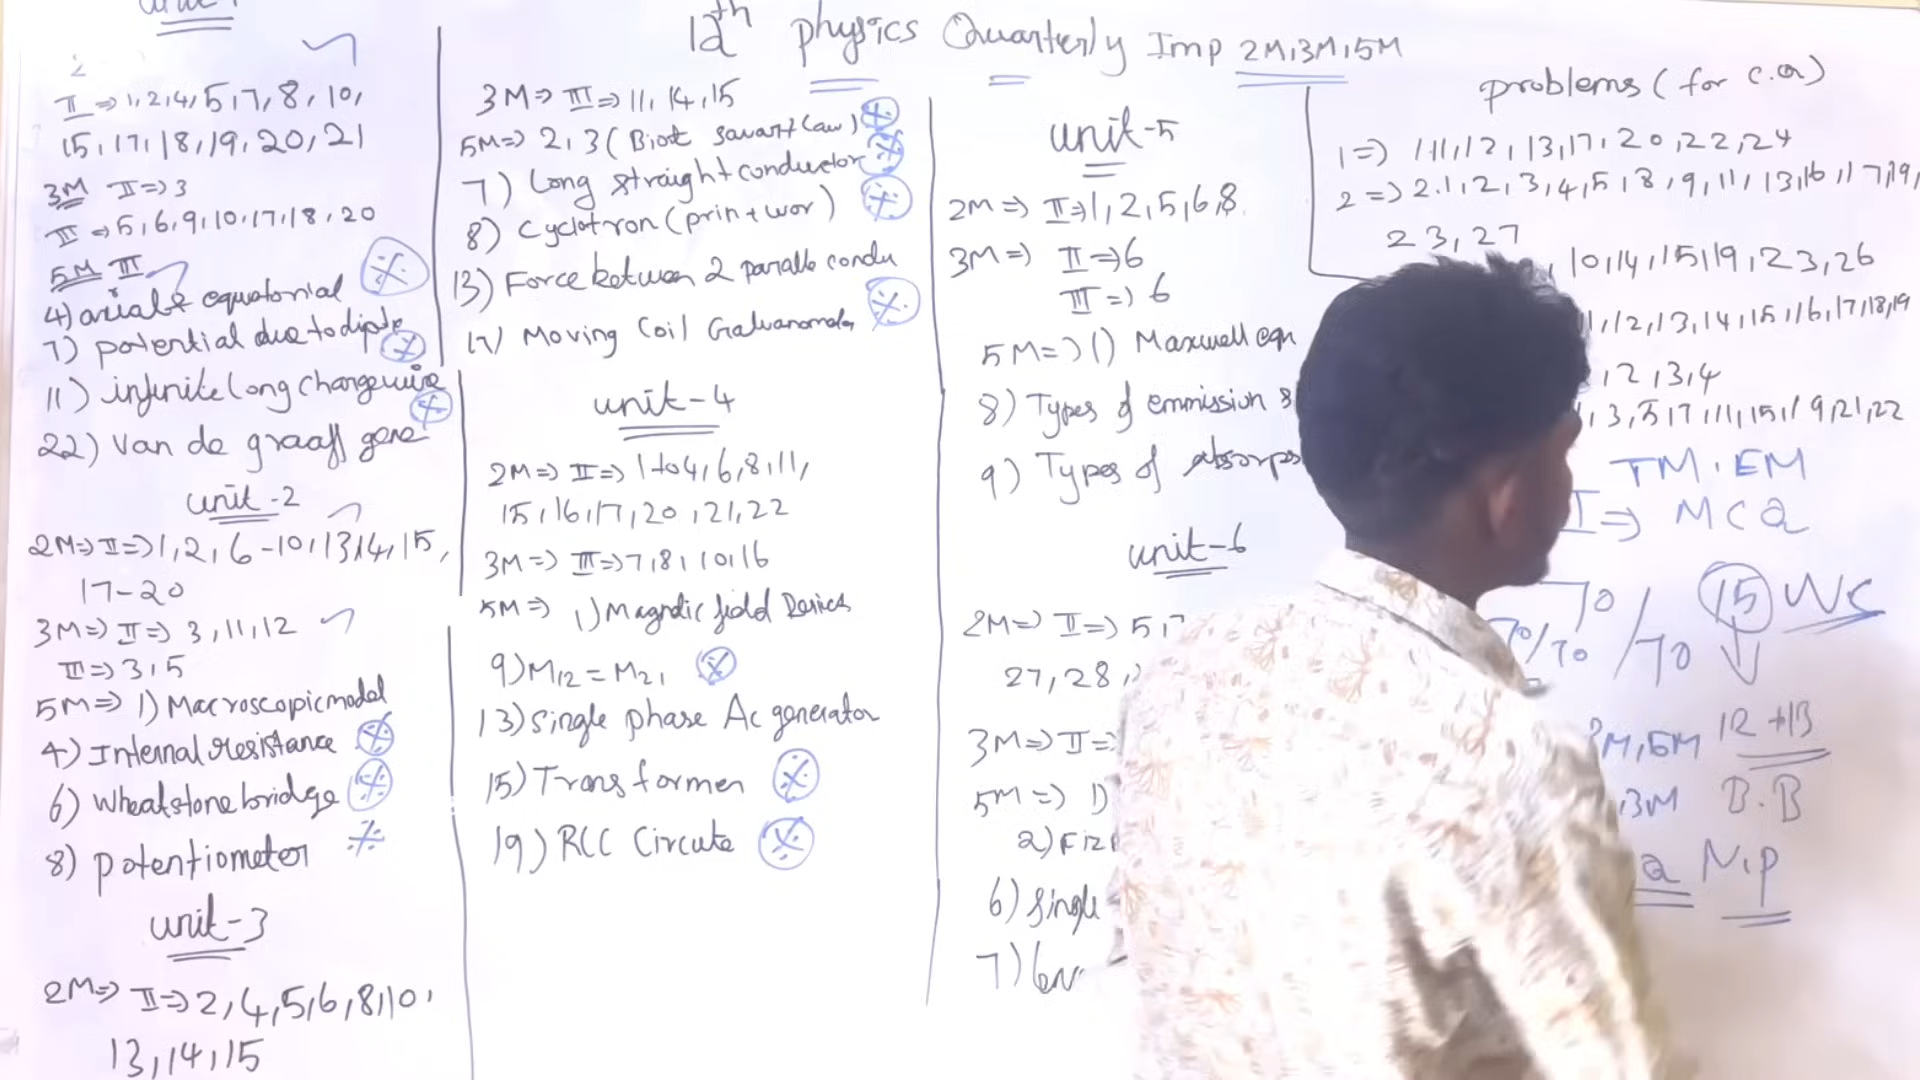 12th physics Quarterly Imp 2M,3M,5M
unit-1
II => 1,2,4,5,7,8,10,
15,17,18,19,20,21
3M II => 3
III => 5,6,9,10,17,18,20
5M III
4) axial & equatorial
7) potential due to dipole
11) infinite long charge wire
22) Van de graaff gene
unit-2
2M => II => 1,2,6-10,13,14,15,
17-20
3M => II => 3,11,12
III => 3,5
5M => 1) Macroscopic model
4) Internal resistance
6) Wheatstone bridge
8) potentiometer
unit-3
2M => II => 2,4,5,6,8,10,
13,14,15
3M => III => 11,14,15
5M => 2,3 (Biot savart law)
7) long straight conductor
8) Cyclotron (prin + wor)
13) Force between 2 paralle condu
17) Moving Coil Galvanomete
unit-4
2M => II => 1 to 4,6,8,11,
15,16,17,20,21,22
3M => III => 7,8,10,16
5M => 1) Magnetic field
9) M12 = M21
13) single phase Ac generator
15) Transformer
19) RLC Circute
unit-5
2M => II => 1,2,5,6,8
3M => II => 6
III => 6
5M => 1) Maxwell eqn
8) Types of emmission
9) Types of absorps
unit-6
2M => II => 5,7
27,28,
3M => II =>
5M => 1)
2) Fiz
6) single
7)
problems (for c.Q)
1 => 1.1,12,13,17,20,22,24
2 => 2.1,2,3,4,5,8,9,11,13,16,17,19,
23,27
10,14,15,19,23,26
1,12,13,14,15,16,17,18,19
,2,3,4
,3,5,7,11,15,19,21,22
TM.EM
I => MCQ
70/70 /70 15 WS
2M,5M 12+13
,3M B.B
Q N.p